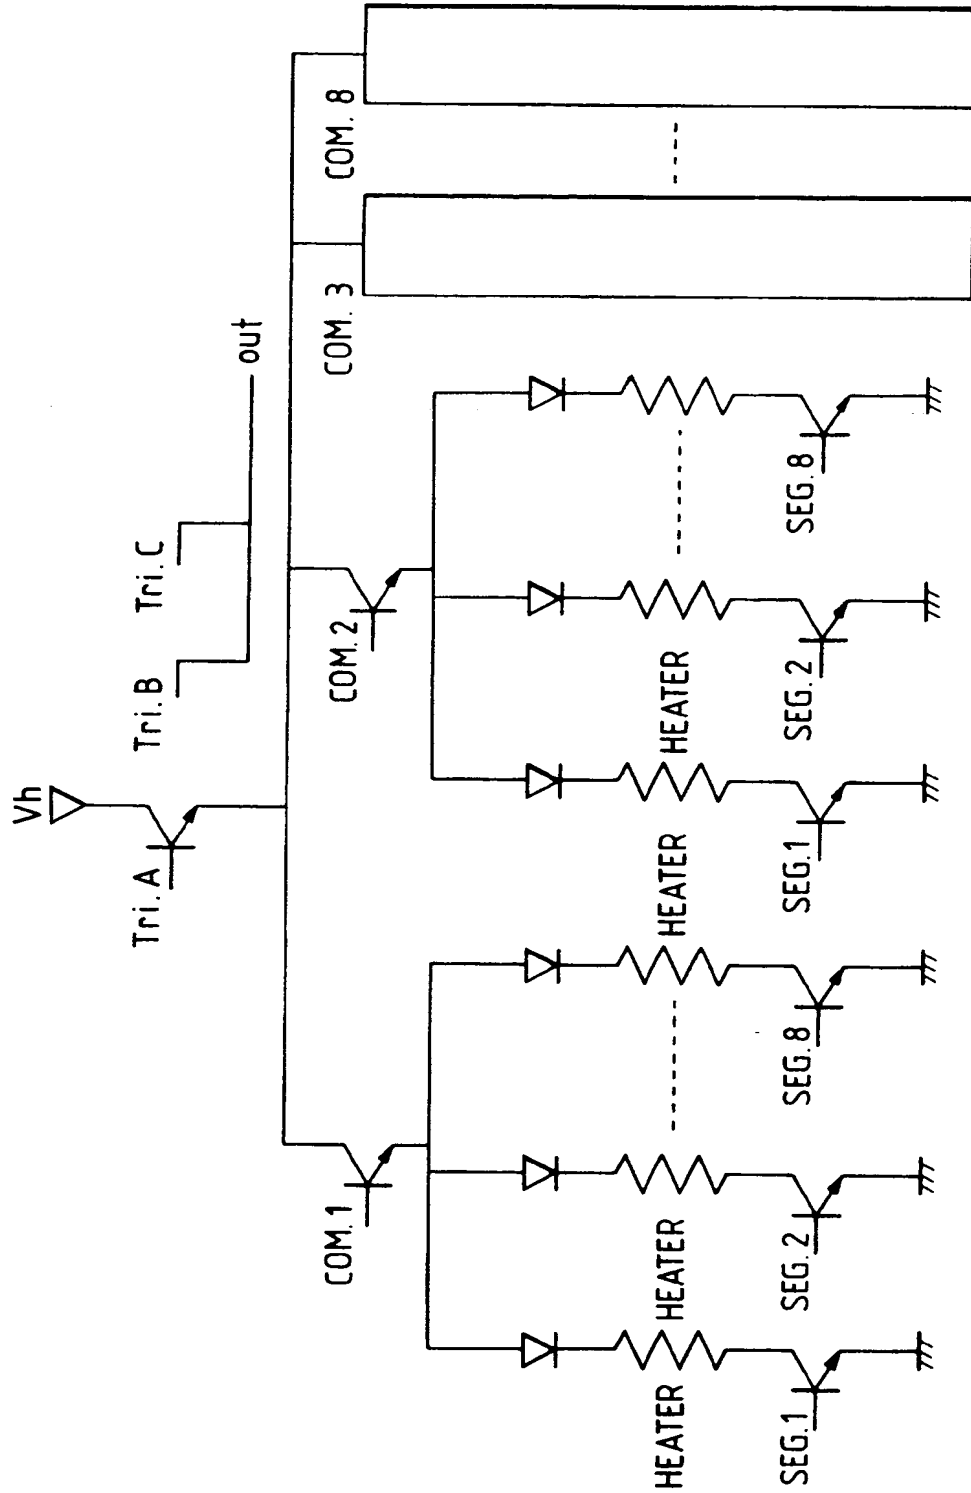 Vh
Tri.A
Tri.B
Tri.C
out
COM.1
COM.2
COM. 3
COM. 8
HEATER
HEATER
HEATER
HEATER
SEG.1
SEG.2
SEG.8
SEG.1
SEG.2
SEG.8